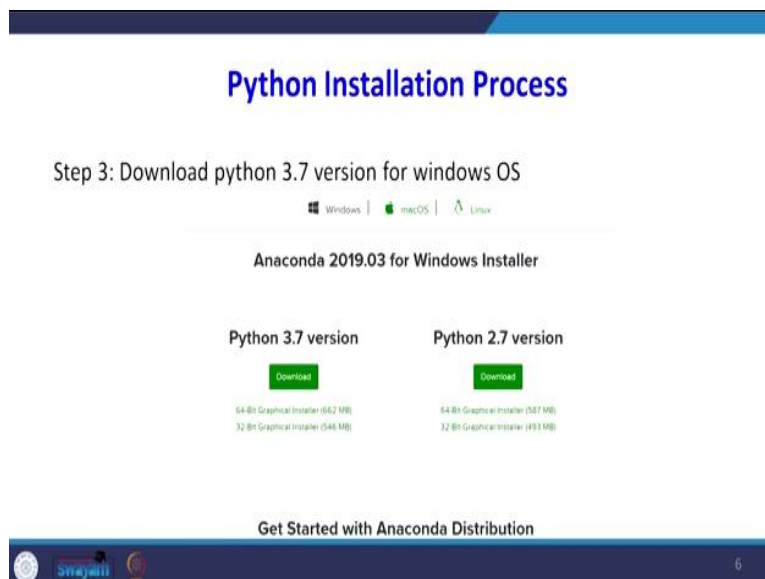 Python Installation Process
Step 3: Download python 3.7 version for windows OS
Windows | macOS | Linux
Anaconda 2019.03 for Windows Installer
Python 3.7 version
Python 2.7 version
Download
Download
64-Bit Graphical Installer (662 MB)
64-Bit Graphical Installer (587 MB)
32-Bit Graphical Installer (546 MB)
32-Bit Graphical Installer (493 MB)
Get Started with Anaconda Distribution
swayam
6